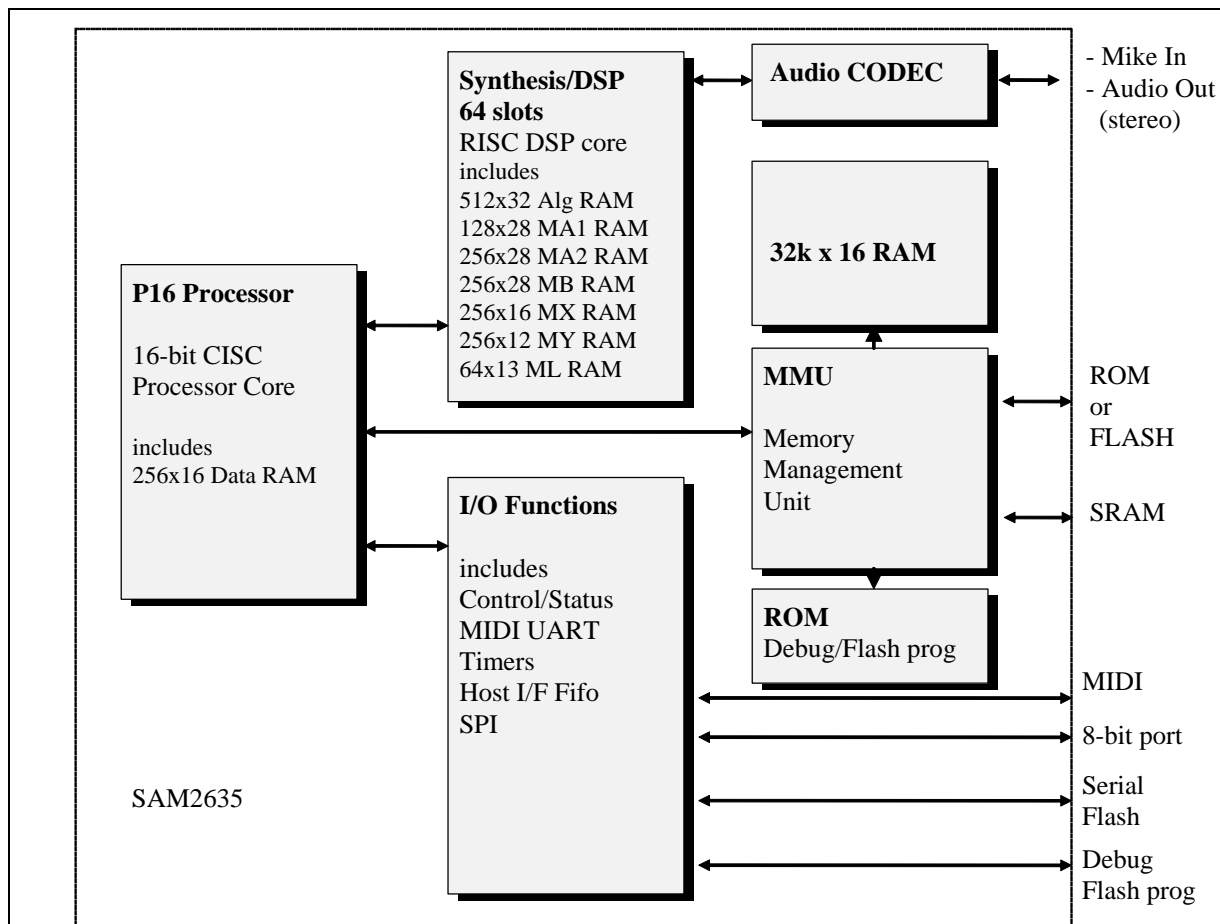 Synthesis/DSP
64 slots
RISC DSP core
includes
512x32 Alg RAM
128x28 MA1 RAM
256x28 MA2 RAM
256x28 MB RAM
256x16 MX RAM
256x12 MY RAM
64x13 ML RAM
Audio CODEC
- Mike In
- Audio Out
(stereo)
32k x 16 RAM
P16 Processor
16-bit CISC
Processor Core
includes
256x16 Data RAM
MMU
Memory
Management
Unit
ROM
or
FLASH
SRAM
I/O Functions
includes
Control/Status
MIDI UART
Timers
Host I/F Fifo
SPI
ROM
Debug/Flash prog
MIDI
8-bit port
Serial
Flash
Debug
Flash prog
SAM2635